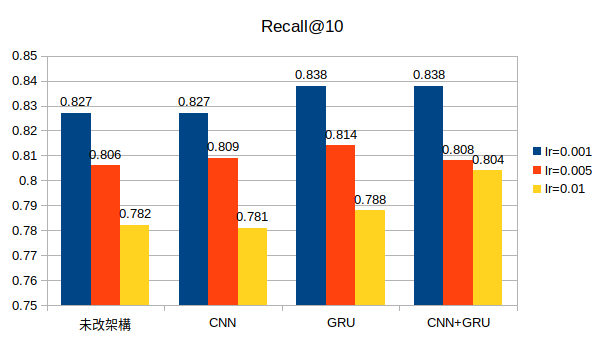 Recall@10
0.85
0.84
0.83
0.82
0.81
0.8
0.79
0.78
0.77
0.76
0.75
0.827
0.806
0.782
0.827
0.809
0.781
0.838
0.814
0.788
0.838
0.808
0.804
未改架構
CNN
GRU
CNN+GRU
lr=0.001
lr=0.005
lr=0.01